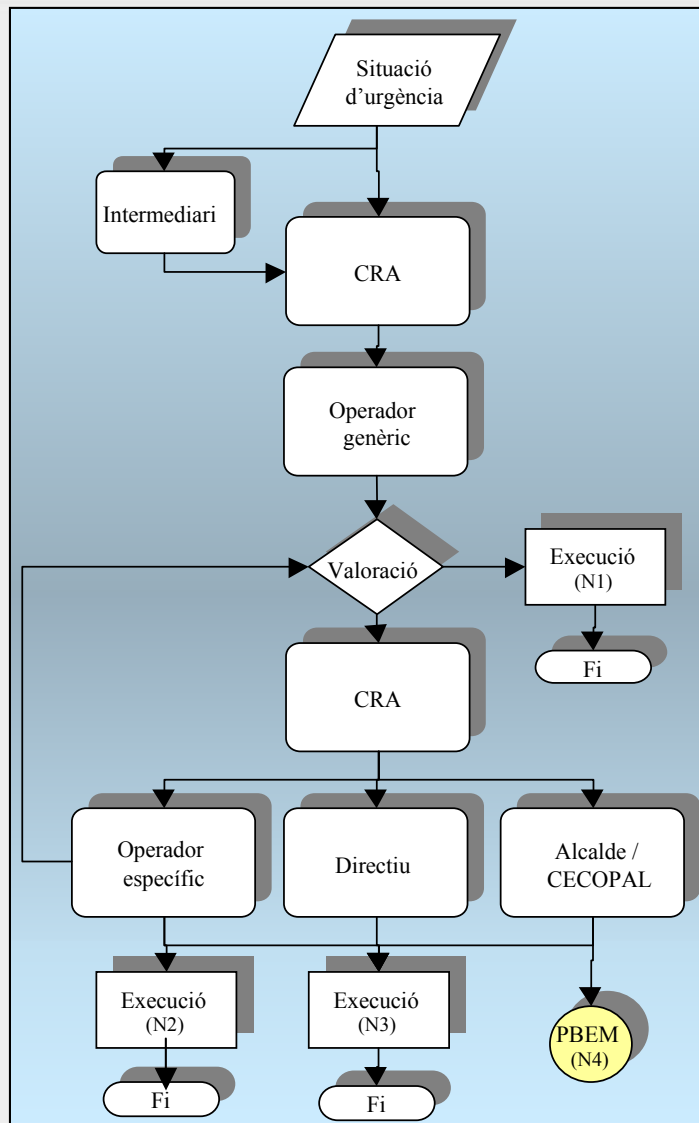 Situació
d’urgència
Intermediari
CRA
Operador
genèric
Valoració
Execució
(N1)
Fi
CRA
Operador
específic
Directiu
Alcalde /
CECOPAL
Execució
(N2)
Execució
(N3)
PBEM
(N4)
Fi
Fi